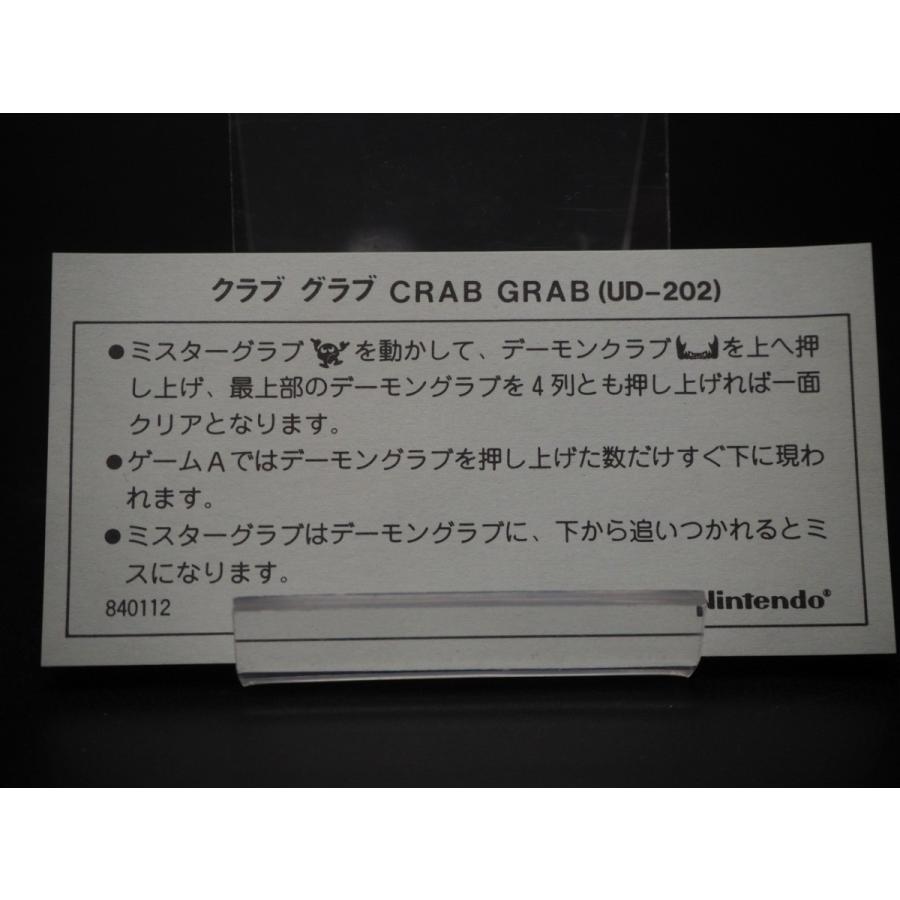 クラブ グラブ CRAB GRAB (UD-202)
●ミスターグラブを動かして、デーモンクラブを上へ押
し上げ、最上部のデーモングラブを4列とも押し上げれば一面
クリアとなります。
●ゲームAではデーモングラブを押し上げた数だけすぐ下に現わ
れます。
●ミスターグラブはデーモングラブに、下から追いつかれるとミ
スになります。
840112
Nintendo®